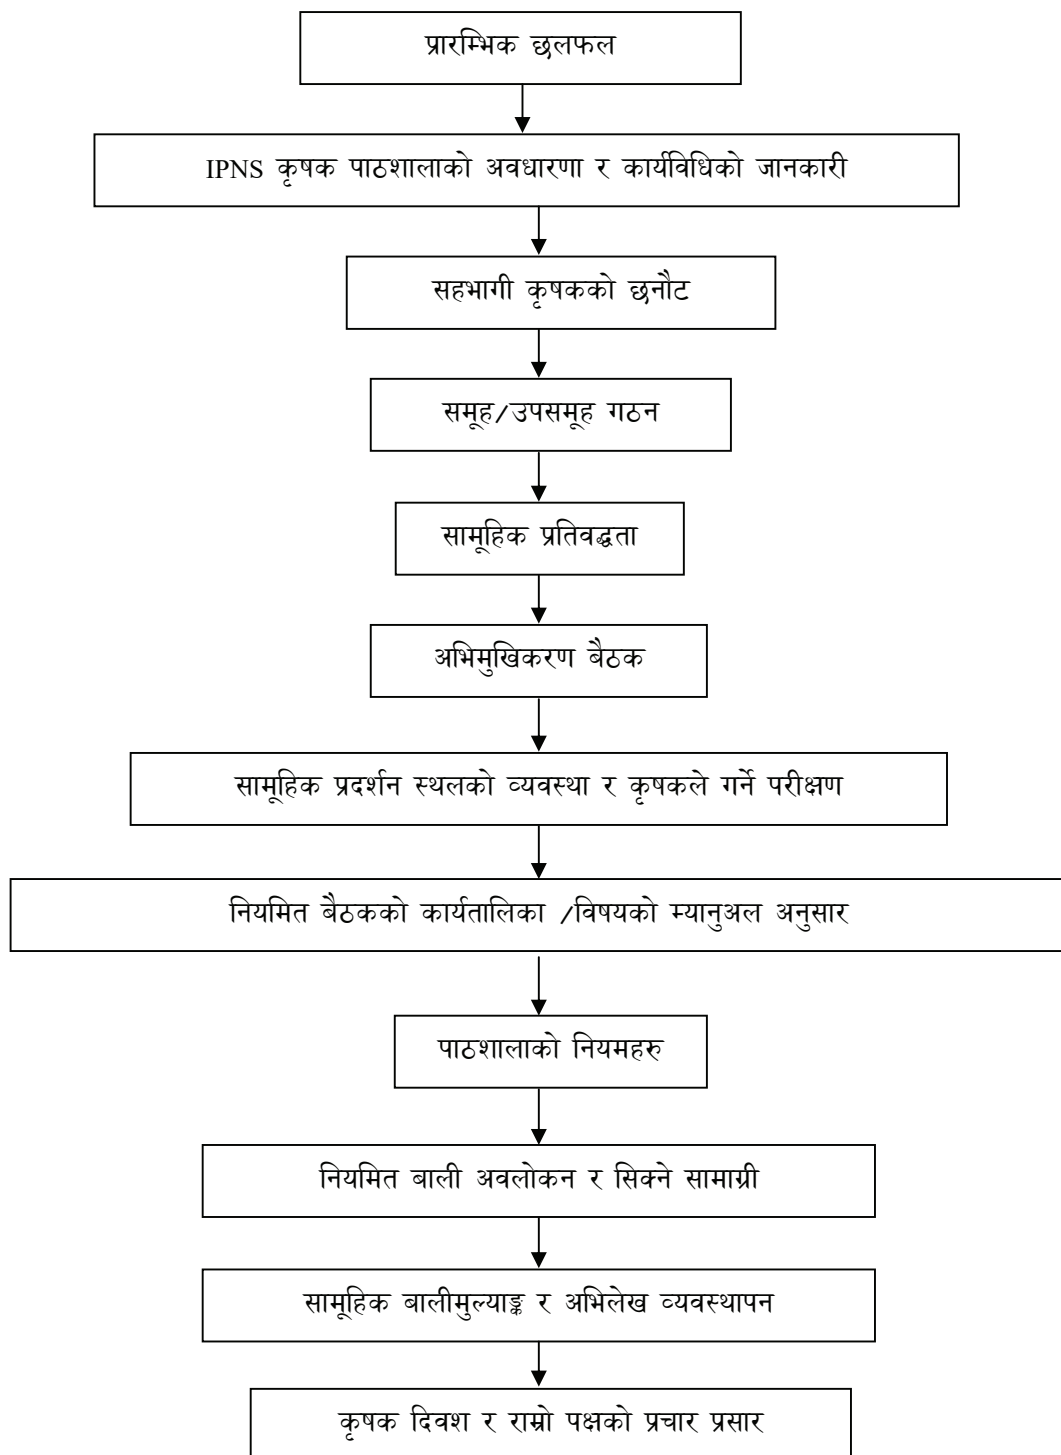 प्रारम्भिक छलफल
IPNS कृषक पाठशालाको अवधारणा र कार्यविधिको जानकारी
सहभागी कृषकको छनौट
समूह/उपसमूह गठन
सामूहिक प्रतिवद्धता
अभिमुखिकरण बैठक
सामूहिक प्रदर्शन स्थलको व्यवस्था र कृषकले गर्ने परीक्षण
नियमित बैठकको कार्यतालिका /विषयको म्यानुअल अनुसार
पाठशालाको नियमहरु
नियमित बाली अवलोकन र सिक्ने सामाग्री
सामूहिक बालीमुल्याङ्क र अभिलेख व्यवस्थापन
कृषक दिवश र राम्रो पक्षको प्रचार प्रसार